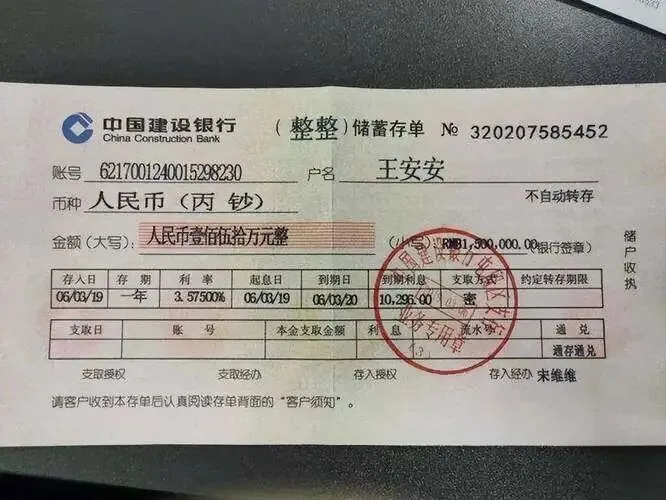 中国建设银行 (整整)储蓄存单 № 320207585452
China Construction Bank
账号 6217001240015298230 户名 王安安
币种 人民币(丙 钞) 不自动转存
金额(大写): 人民币壹佰伍拾万元整 (小写): RMB1,500,000.00 (银行签章)
储户收执
存入日 存 期 利 率 起息日 到期日 到期利息 支取方式 约定转存期限
06/03/19 一年 3.57500% 06/03/19 06/03/20 10,296.00 密
支取日 账 号 本金支取金额 利 息 流水号 通 兑
通存通兑
支取授权 支取经办 存入授权 存入经办 宋维维
请客户收到本存单后认真阅读存单背面的“客户须知”。
业务专用章